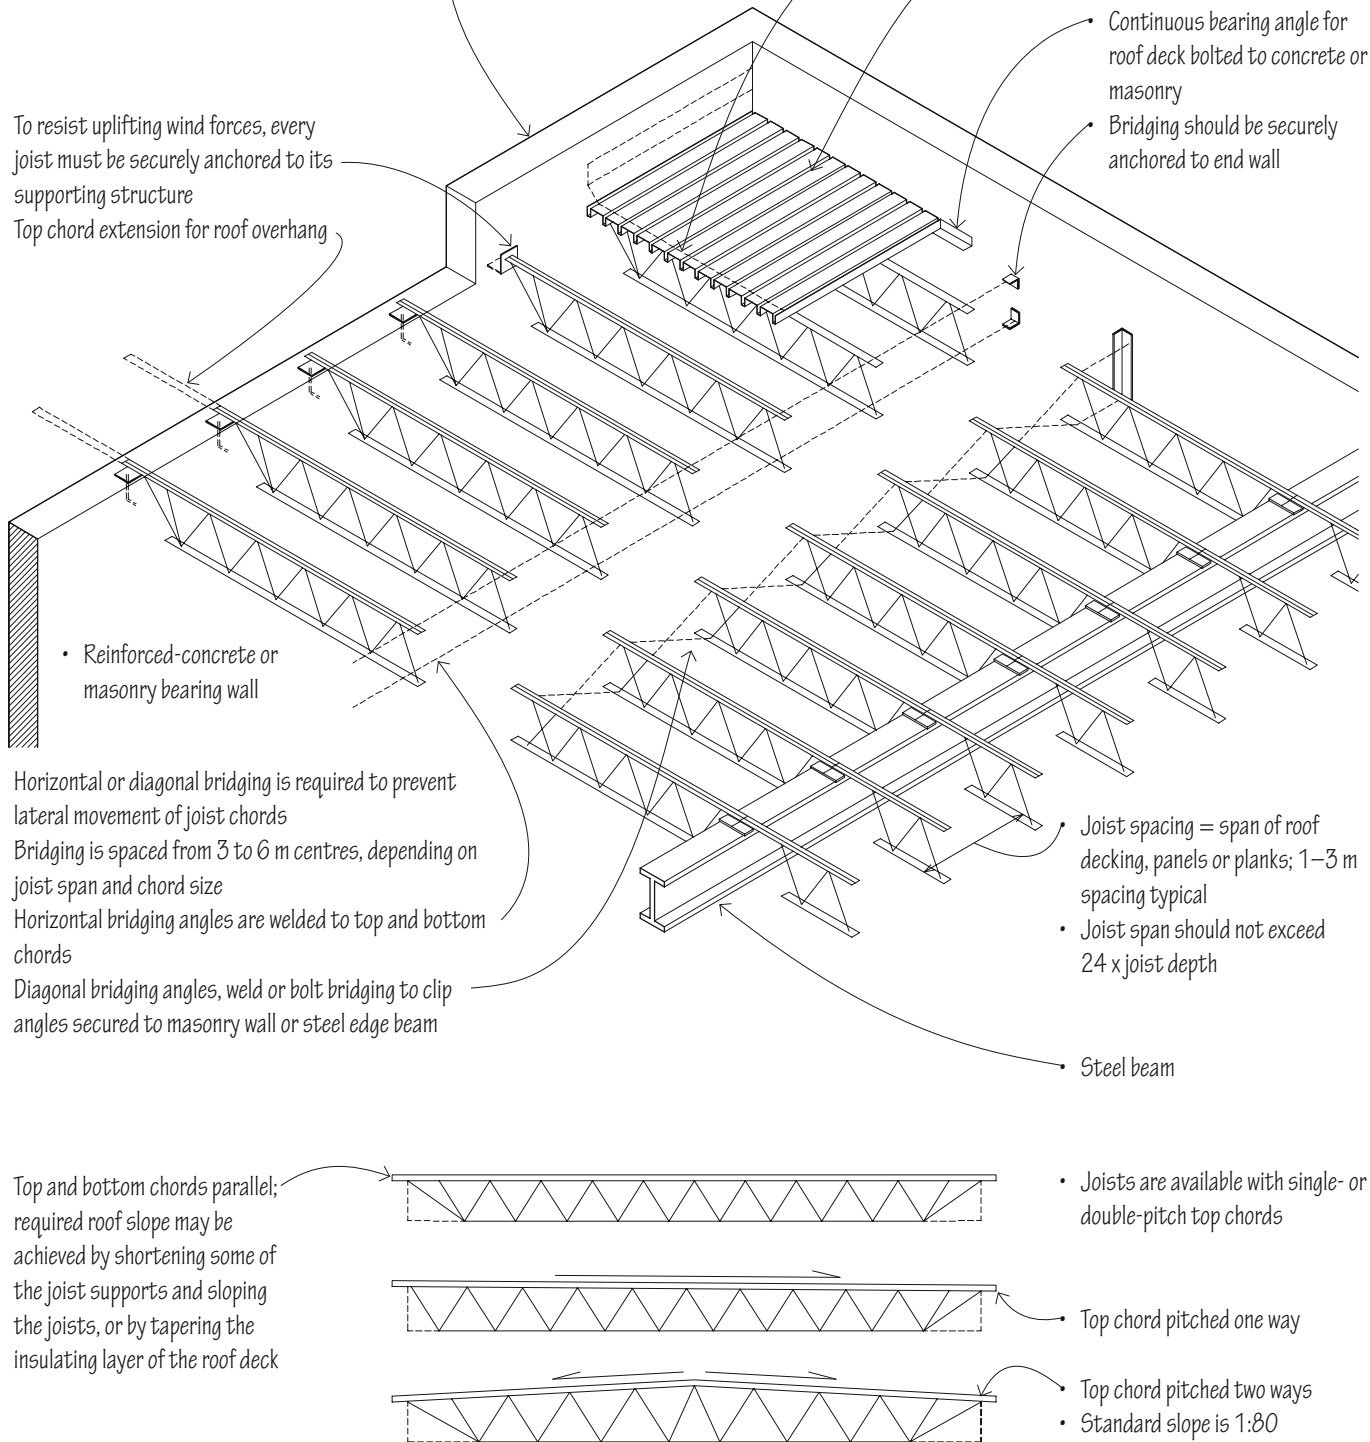 • Continuous bearing angle for
roof deck bolted to concrete or
masonry
• Bridging should be securely
anchored to end wall
To resist uplifting wind forces, every
joist must be securely anchored to its
supporting structure
Top chord extension for roof overhang
• Reinforced-concrete or
masonry bearing wall
Horizontal or diagonal bridging is required to prevent
lateral movement of joist chords
Bridging is spaced from 3 to 6 m centres, depending on
joist span and chord size
Horizontal bridging angles are welded to top and bottom
chords
Diagonal bridging angles, weld or bolt bridging to clip
angles secured to masonry wall or steel edge beam
• Joist spacing = span of roof
decking, panels or planks; 1–3 m
spacing typical
• Joist span should not exceed
24 x joist depth
• Steel beam
Top and bottom chords parallel;
required roof slope may be
achieved by shortening some of
the joist supports and sloping
the joists, or by tapering the
insulating layer of the roof deck
• Joists are available with single- or
double-pitch top chords
• Top chord pitched one way
• Top chord pitched two ways
• Standard slope is 1:80